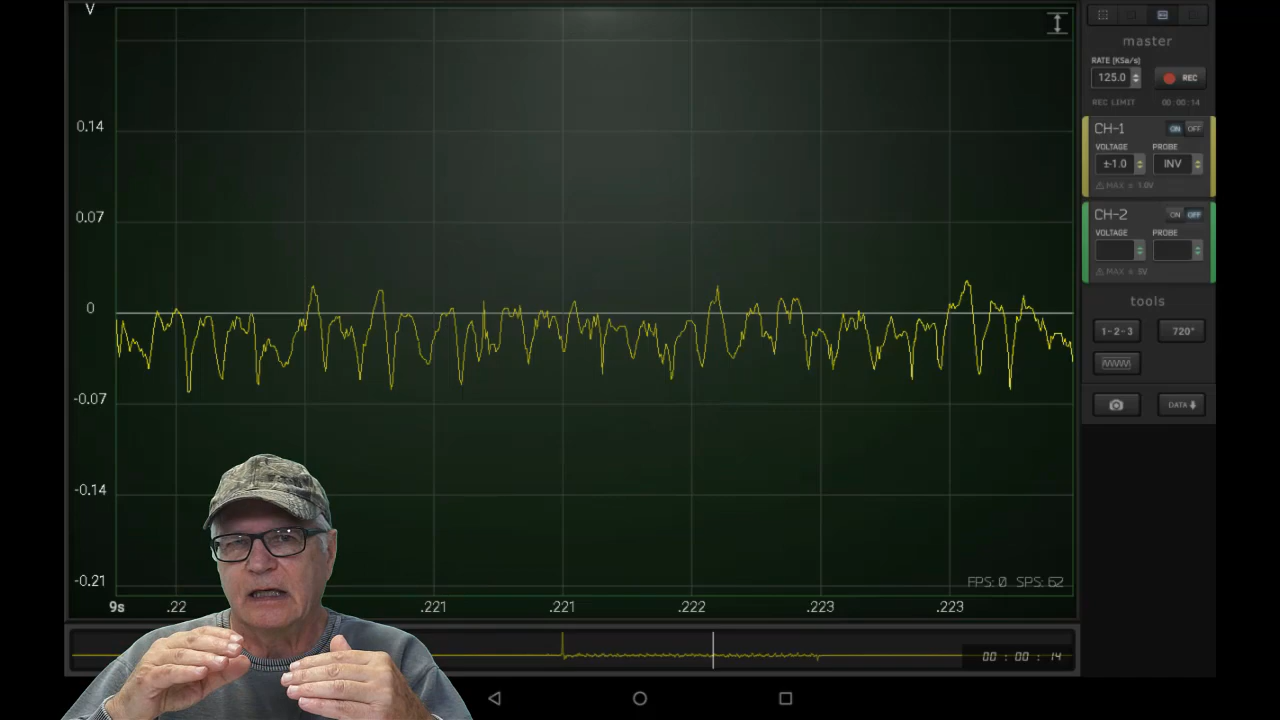 V
0.14
0.07
0
-0.07
-0.14
-0.21
9s .22 .221 .221 .222 .223 .223
FPS: 0 SPS: 62
00 : 00 : 14
master
RATE (KSa/s)
125.0 REC
REC LIMIT 00:00:14
CH-1 ON OFF
VOLTAGE PROBE
±1.0 INV
MAX ≤ 1.0V
CH-2 ON OFF
VOLTAGE PROBE
tools
1-2-3 720°
DATA